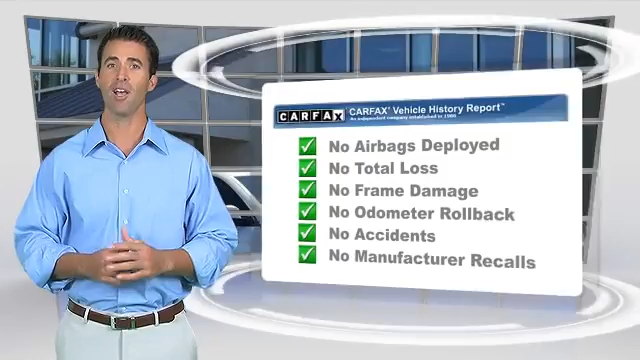 CARFAX CARFAX® Vehicle History Report™
An independent company established in 1986
No Airbags Deployed
No Total Loss
No Frame Damage
No Odometer Rollback
No Accidents
No Manufacturer Recalls